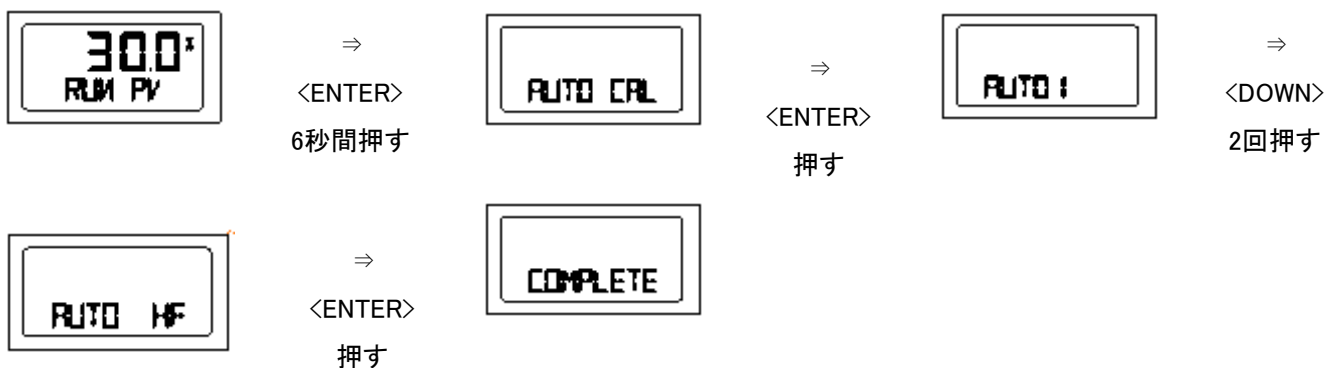 30.0%
RUN PV
⇒
<ENTER>
6秒間押す
AUTO CAL
⇒
<ENTER>
押す
AUTO 1
⇒
<DOWN>
2回押す
AUTO HF
⇒
<ENTER>
押す
COMPLETE